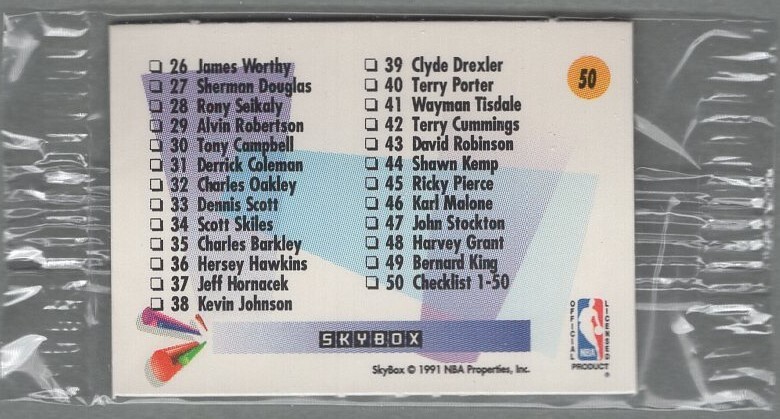 26 James Worthy
27 Sherman Douglas
28 Rony Seikaly
29 Alvin Robertson
30 Tony Campbell
31 Derrick Coleman
32 Charles Oakley
33 Dennis Scott
34 Scott Skiles
35 Charles Barkley
36 Hersey Hawkins
37 Jeff Hornacek
38 Kevin Johnson
39 Clyde Drexler
40 Terry Porter
41 Wayman Tisdale
42 Terry Cummings
43 David Robinson
44 Shawn Kemp
45 Ricky Pierce
46 Karl Malone
47 John Stockton
48 Harvey Grant
49 Bernard King
50 Checklist 1-50
50
SKYBOX
SkyBox © 1991 NBA Properties, Inc.
OFFICIAL
LICENSED
NBA
PRODUCT
®